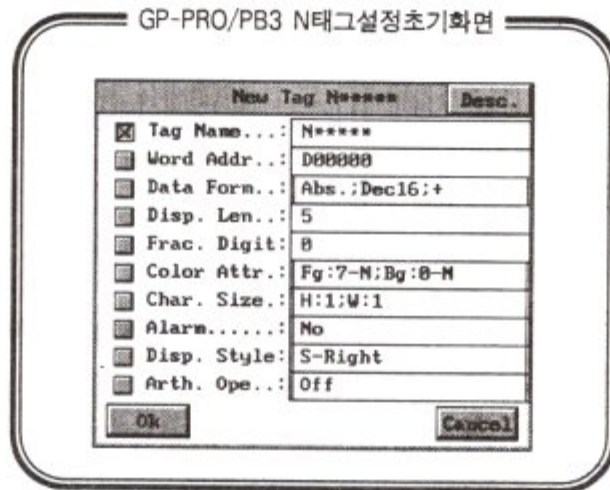 GP-PRO/PB3 N태그설정초기화면
New Tag N***** Desc.
Tag Name...: N*****
Word Addr..: D00000
Data Form..: Abs.;Dec16;+
Disp. Len..: 5
Frac. Digit: 0
Color Attr.: Fg:7-N;Bg:0-N
Char. Size.: H:1;W:1
Alarm......: No
Disp. Style: S-Right
Arth. Ope..: Off
Ok Cancel